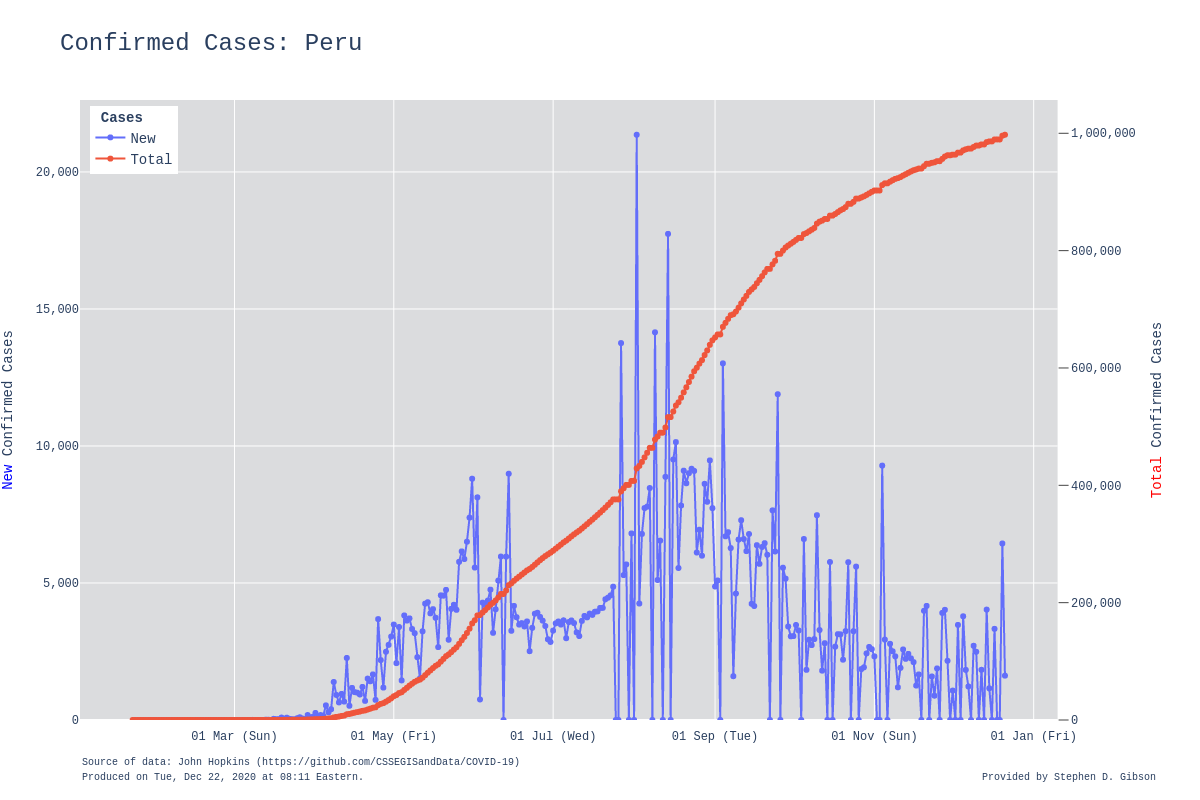 Confirmed Cases: Peru
Cases
New
Total
20,000
15,000
10,000
5,000
0
New Confirmed Cases
1,000,000
800,000
600,000
400,000
200,000
0
Total Confirmed Cases
01 Mar (Sun)
01 May (Fri)
01 Jul (Wed)
01 Sep (Tue)
01 Nov (Sun)
01 Jan (Fri)
Source of data: John Hopkins (https://github.com/CSSEGISandData/COVID-19)
Produced on Tue, Dec 22, 2020 at 08:11 Eastern.
Provided by Stephen D. Gibson